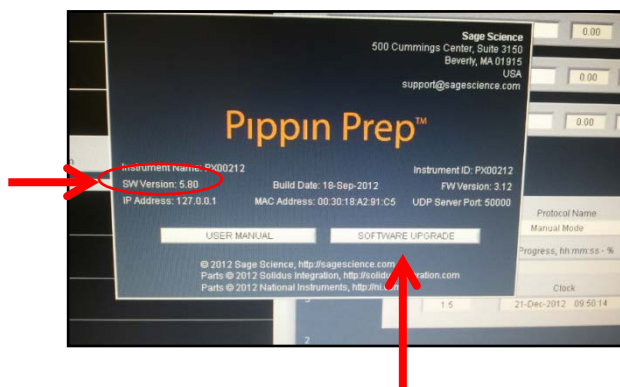 Sage Science
500 Cummings Center, Suite 3150
Beverly, MA 01915
USA
support@sagescience.com
0.00
0.00
0.00
Pippin Prep™
Instrument Name: PX00212
Instrument ID: PX00212
SW Version: 5.80
Build Date: 18-Sep-2012
FW Version: 3.12
IP Address: 127.0.0.1
MAC Address: 00:30:18:A2:91:C5
UDP Server Port: 50000
USER MANUAL
SOFTWARE UPGRADE
© 2012 Sage Science, http://sagescience.com
Parts © 2012 Solidus Integration, http://solidu ration.com
Parts © 2012 National Instruments, http://ni.
Protocol Name
Manual Mode
Progress, hh:mm:ss - %
Clock
1:5
21-Dec-2012 09:50:14
2